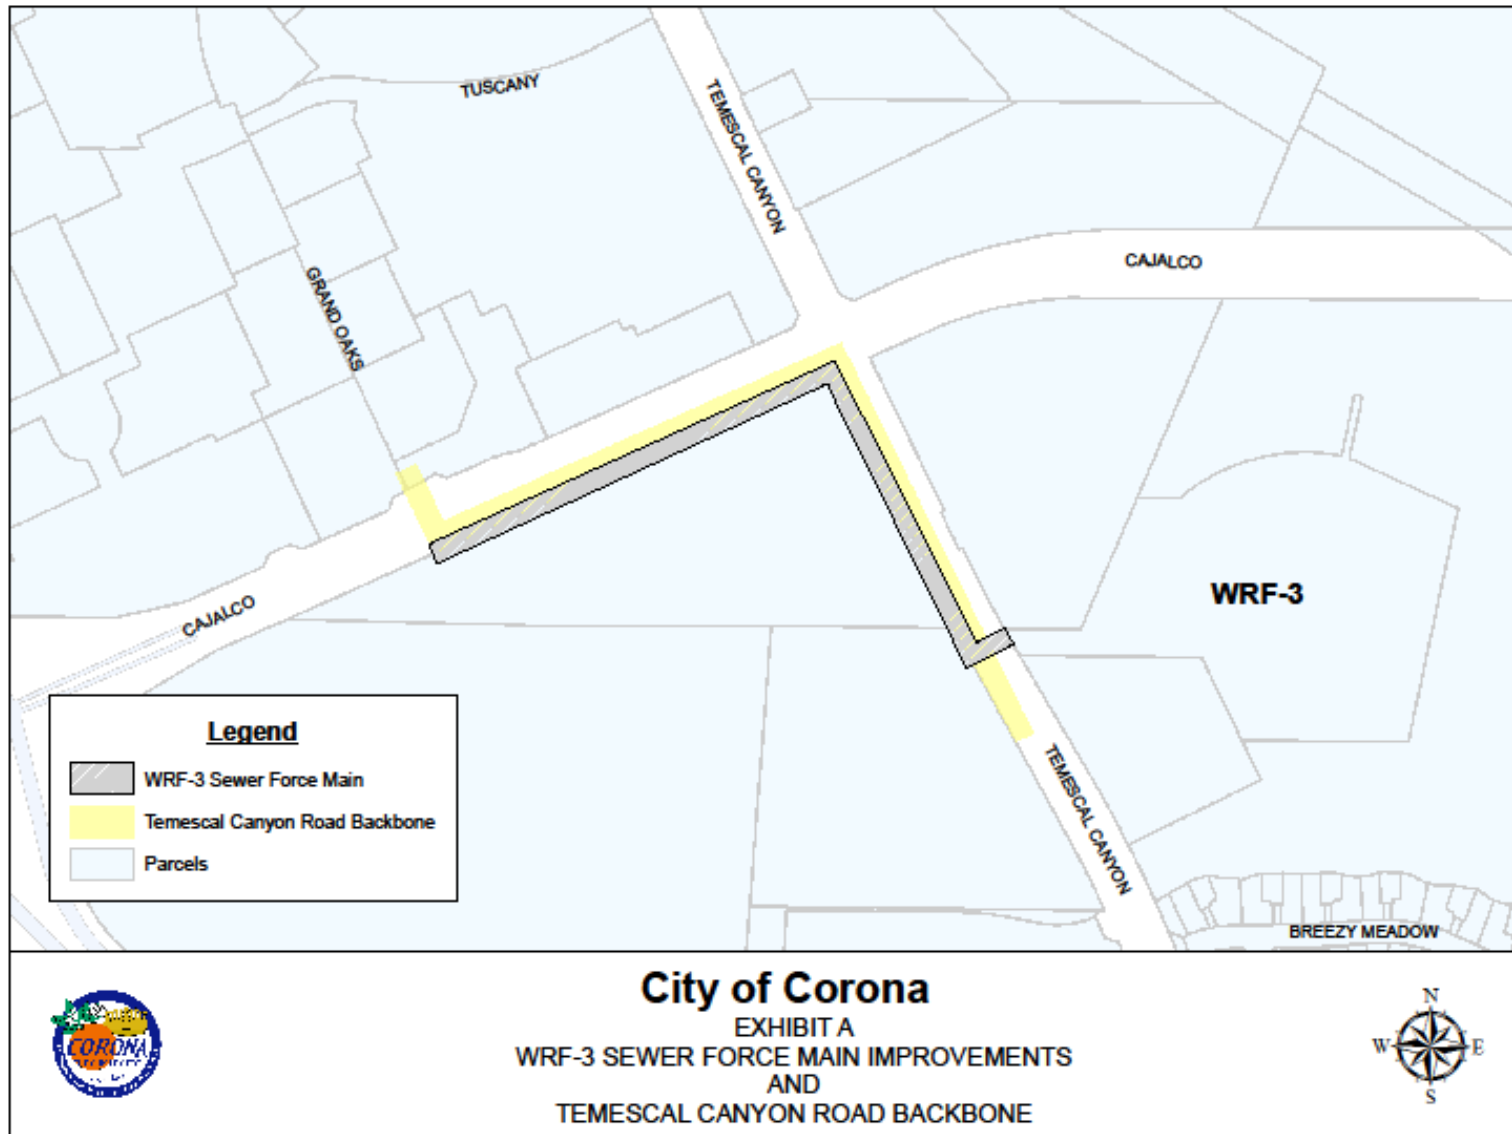 TUSCANY
TEMESCAL CANYON
CAJALCO
GRAND OAKS
WRF-3
CAJALCO
Legend
WRF-3 Sewer Force Main
Temescal Canyon Road Backbone
Parcels
TEMESCAL CANYON
BREEZY MEADOW
City of Corona
EXHIBIT A
WRF-3 SEWER FORCE MAIN IMPROVEMENTS
AND
TEMESCAL CANYON ROAD BACKBONE
CORONA
N
W
E
S